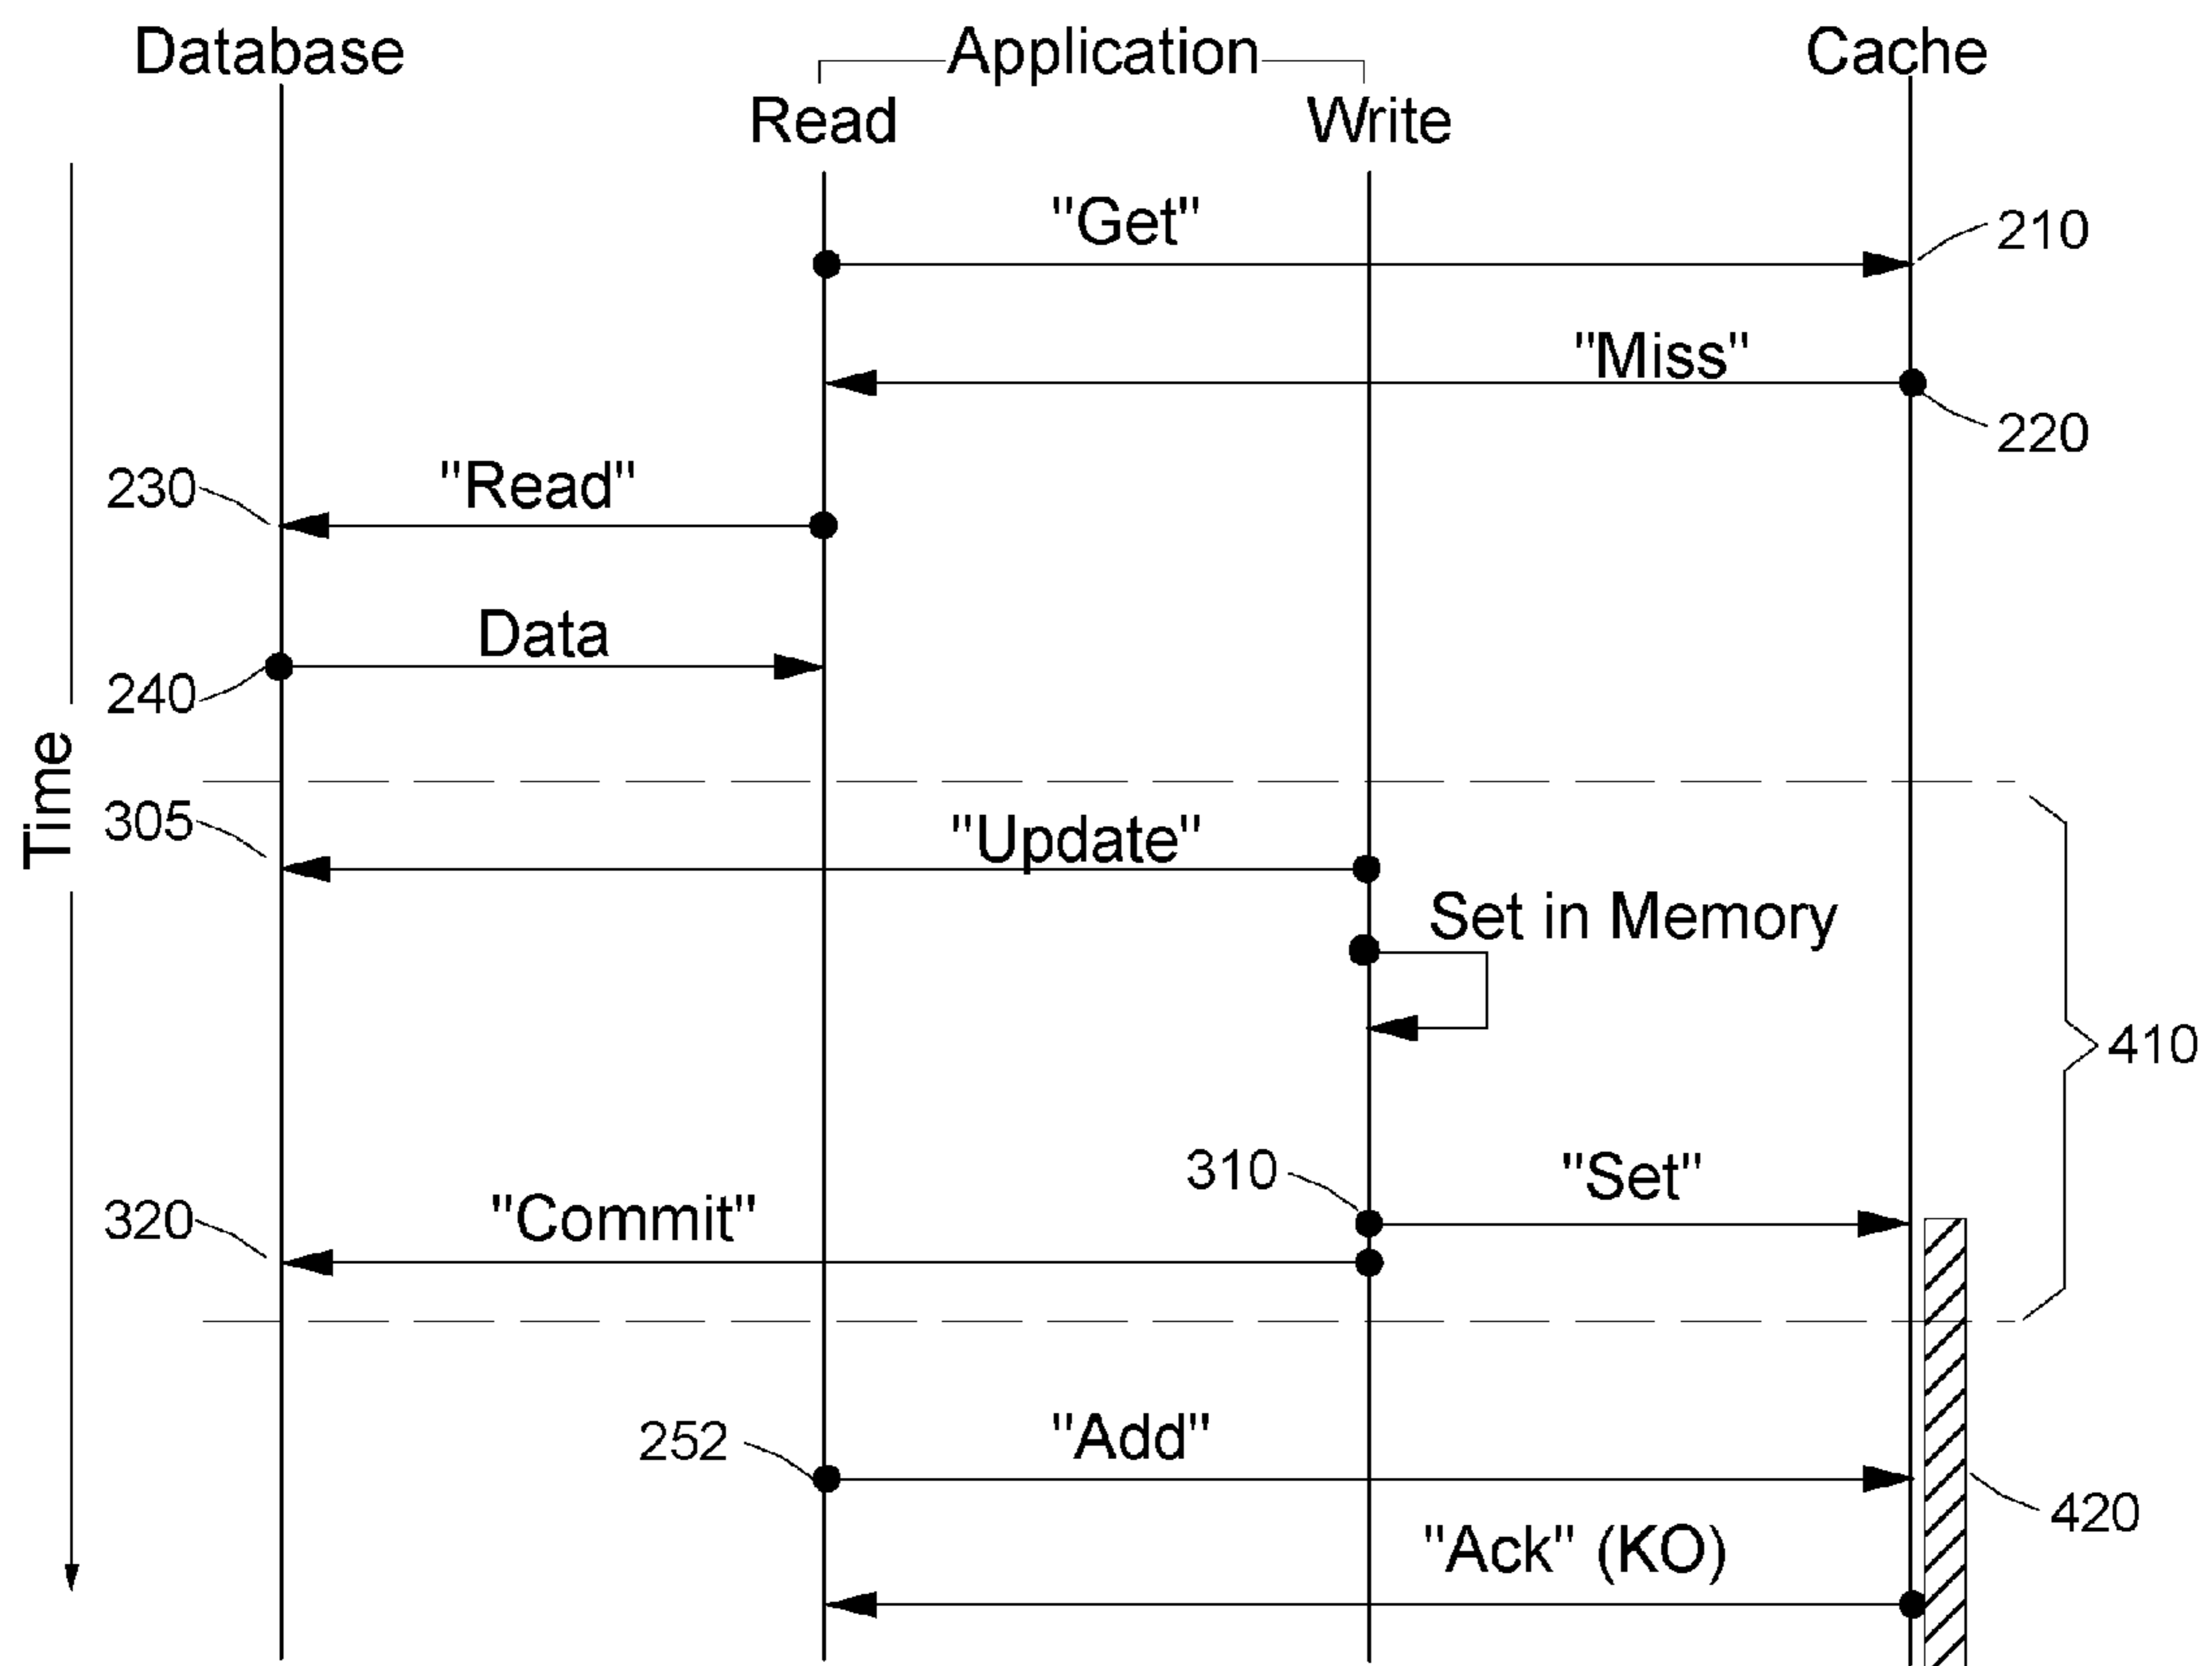 Database
Application
Cache
Read
Write
"Get"
210
"Miss"
220
230
"Read"
Data
240
Time
305
"Update"
Set in Memory
410
310
"Set"
320
"Commit"
252
"Add"
420
"Ack" (KO)